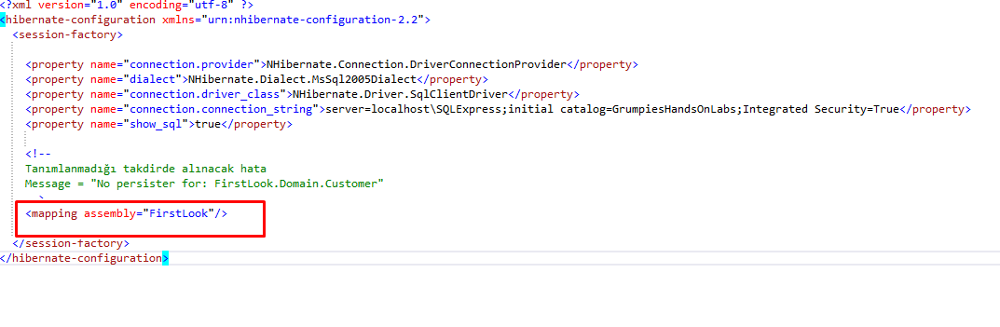 <?xml version="1.0" encoding="utf-8" ?>
<hibernate-configuration xmlns="urn:nhibernate-configuration-2.2">
<session-factory>
<property name="connection.provider">NHibernate.Connection.DriverConnectionProvider</property>
<property name="dialect">NHibernate.Dialect.MsSql2005Dialect</property>
<property name="connection.driver_class">NHibernate.Driver.SqlClientDriver</property>
<property name="connection.connection_string">server=localhost\SQLExpress;initial catalog=GrumpiesHandsOnLabs;Integrated Security=True</property>
<property name="show_sql">true</property>
<!--
Tanımlanmadığı takdirde alınacak hata
Message = "No persister for: FirstLook.Domain.Customer"
<mapping assembly="FirstLook"/>
</session-factory>
</hibernate-configuration>